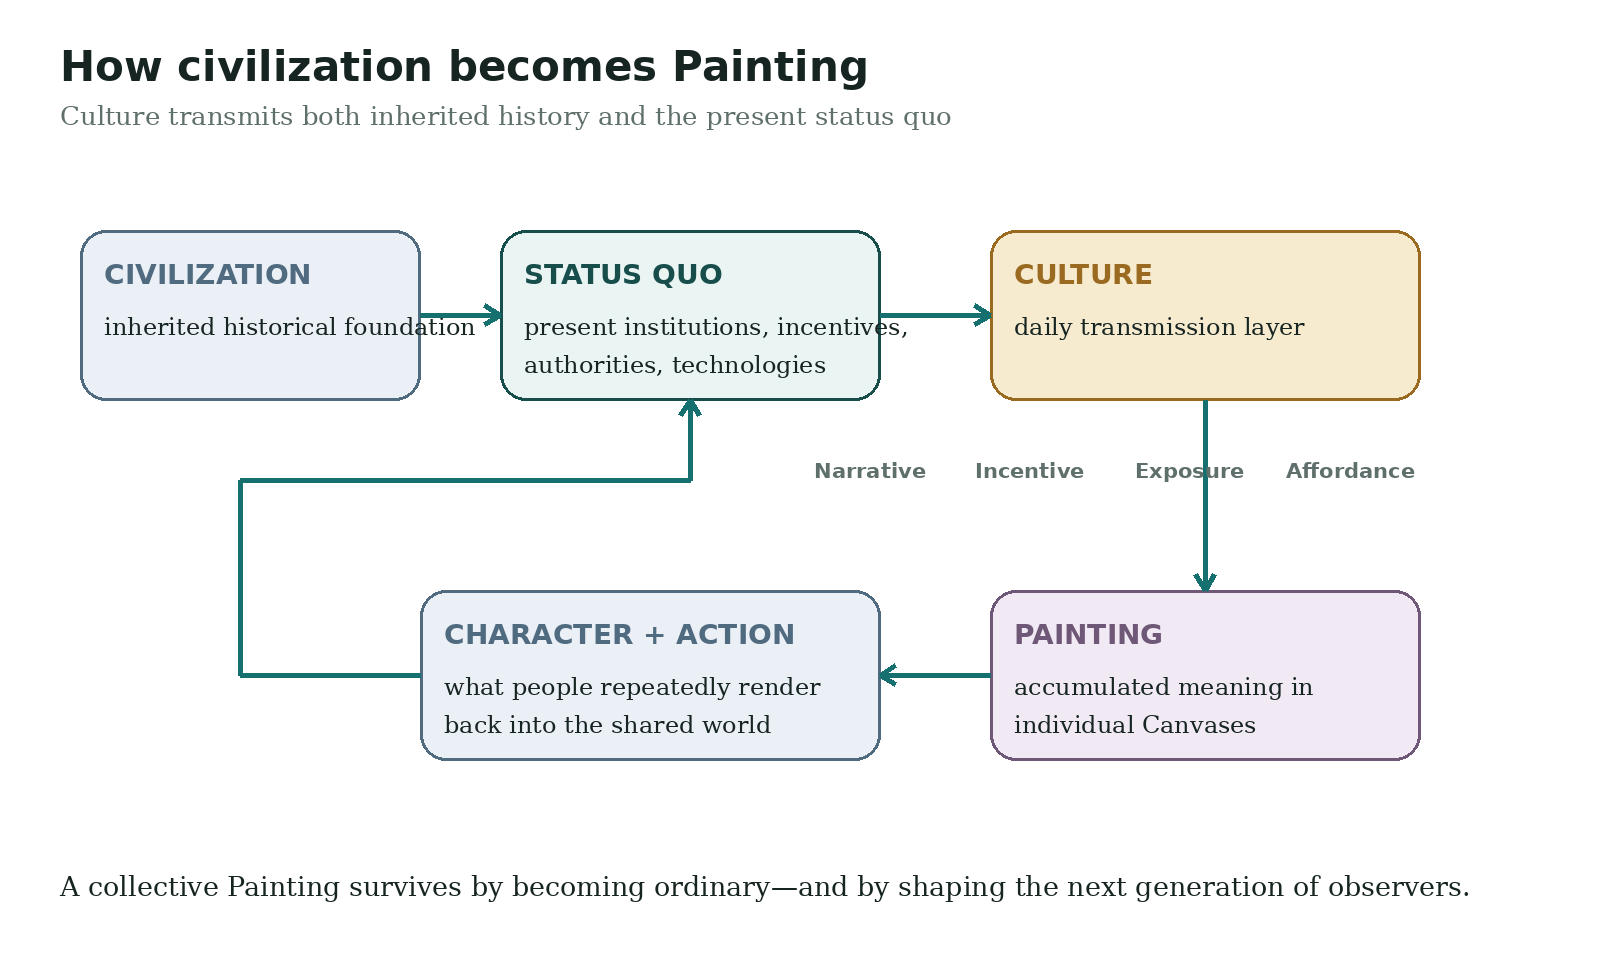 How civilization becomes Painting
Culture transmits both inherited history and the present status quo
CIVILIZATION
inherited historical foundation
STATUS QUO
present institutions, incentives,
authorities, technologies
CULTURE
daily transmission layer
Narrative
Incentive
Exposure
Affordance
CHARACTER + ACTION
what people repeatedly render
back into the shared world
PAINTING
accumulated meaning in
individual Canvases
A collective Painting survives by becoming ordinary—and by shaping the next generation of observers.